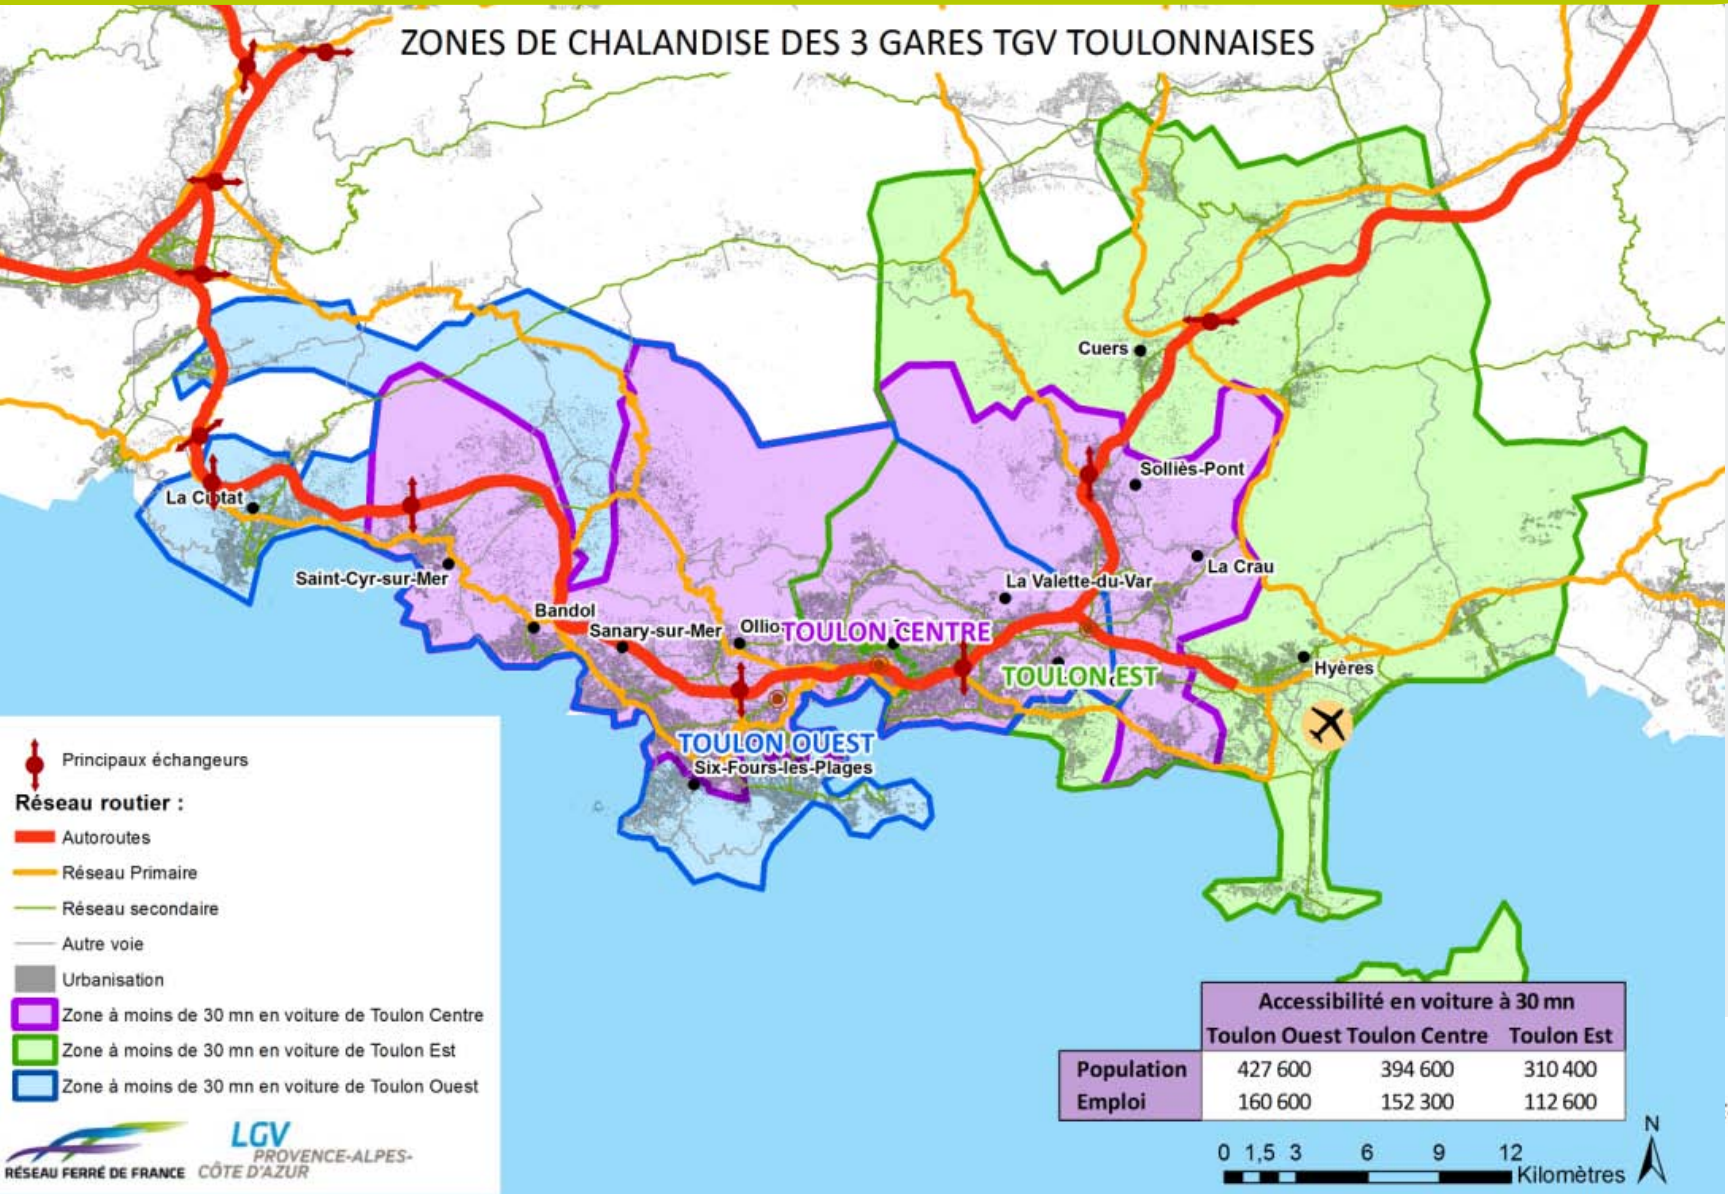 ZONES DE CHALANDISE DES 3 GARES TGV TOULONNAISES
Cuers
Solliès-Pont
La Ciotat
La Crau
Saint-Cyr-sur-Mer
La Valette-du-Var
Bandol
Sanary-sur-Mer
Ollio
TOULON CENTRE
TOULON EST
Hyères
TOULON OUEST
Six-Fours-les-Plages
Principaux échangeurs
Réseau routier :
Autoroutes
Réseau Primaire
Réseau secondaire
Autre voie
Urbanisation
Zone à moins de 30 mn en voiture de Toulon Centre
Zone à moins de 30 mn en voiture de Toulon Est
Zone à moins de 30 mn en voiture de Toulon Ouest
RÉSEAU FERRÉ DE FRANCE
LGV
PROVENCE-ALPES-
CÔTE D'AZUR
Accessibilité en voiture à 30 mn
Toulon Ouest Toulon Centre Toulon Est
Population 427 600 394 600 310 400
Emploi 160 600 152 300 112 600
N
0 1,5 3 6 9 12
Kilomètres